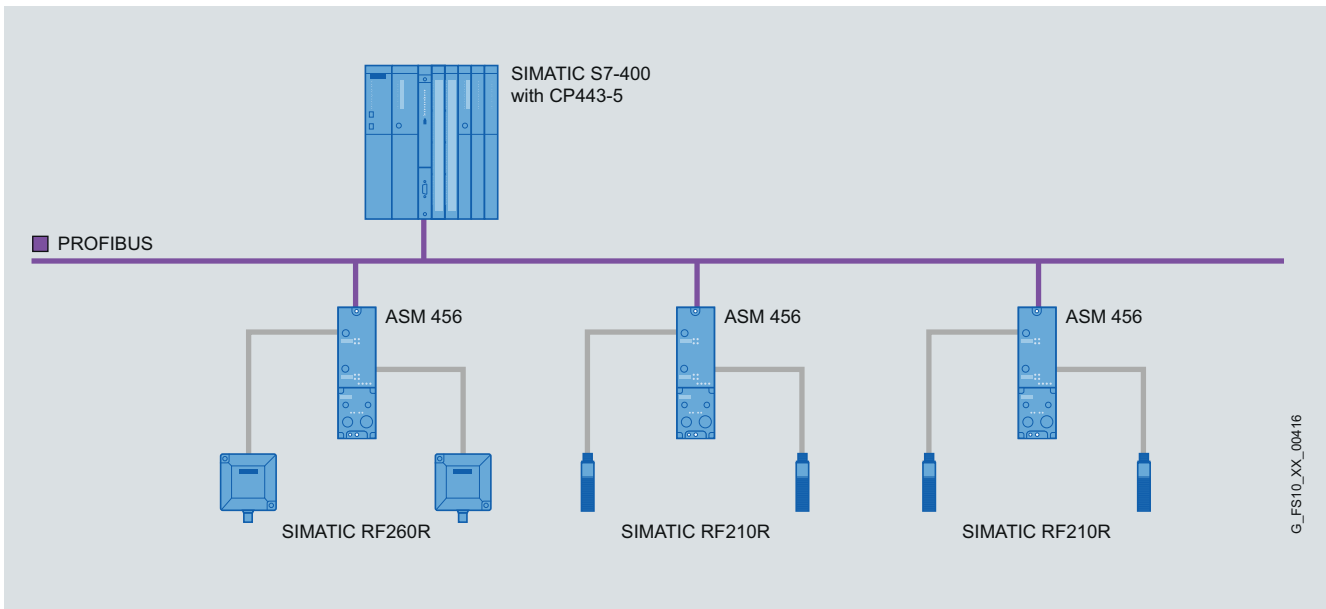 SIMATIC S7-400
with CP443-5
PROFIBUS
ASM 456
ASM 456
ASM 456
SIMATIC RF260R
SIMATIC RF210R
SIMATIC RF210R
G_FS10_XX_00416